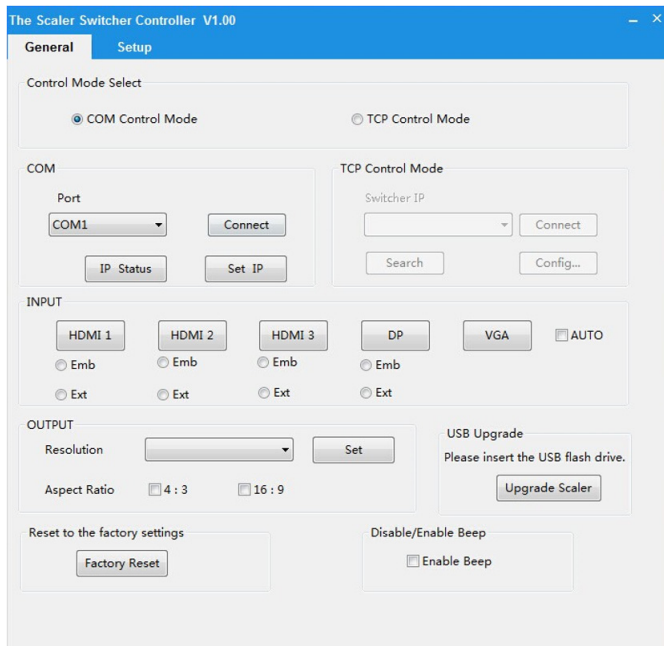 The Scaler Switcher Controller V1.00
General Setup
Control Mode Select
COM Control Mode TCP Control Mode
COM TCP Control Mode
Port Switcher IP
COM1 Connect Connect
IP Status Set IP Search Config...
INPUT
HDMI 1 HDMI 2 HDMI 3 DP VGA AUTO
Emb Emb Emb Emb
Ext Ext Ext Ext
OUTPUT USB Upgrade
Resolution Set Please insert the USB flash drive.
Aspect Ratio 4 : 3 16 : 9 Upgrade Scaler
Reset to the factory settings Disable/Enable Beep
Factory Reset Enable Beep